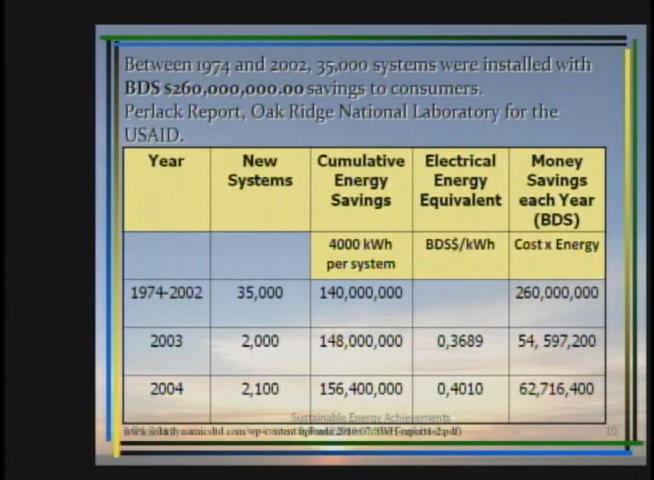 Between 1974 and 2002, 35,000 systems were installed with
BDS $260,000,000.00 savings to consumers.
Perlack Report, Oak Ridge National Laboratory for the
USAID.
Year New Systems Cumulative Energy Savings Electrical Energy Equivalent Money Savings each Year (BDS)
4000 kWh per system BDS$/kWh Cost x Energy
1974-2002 35,000 140,000,000 260,000,000
2003 2,000 148,000,000 0,3689 54, 597,200
2004 2,100 156,400,000 0,4010 62,716,400
Sustainable Energy Achievements
10